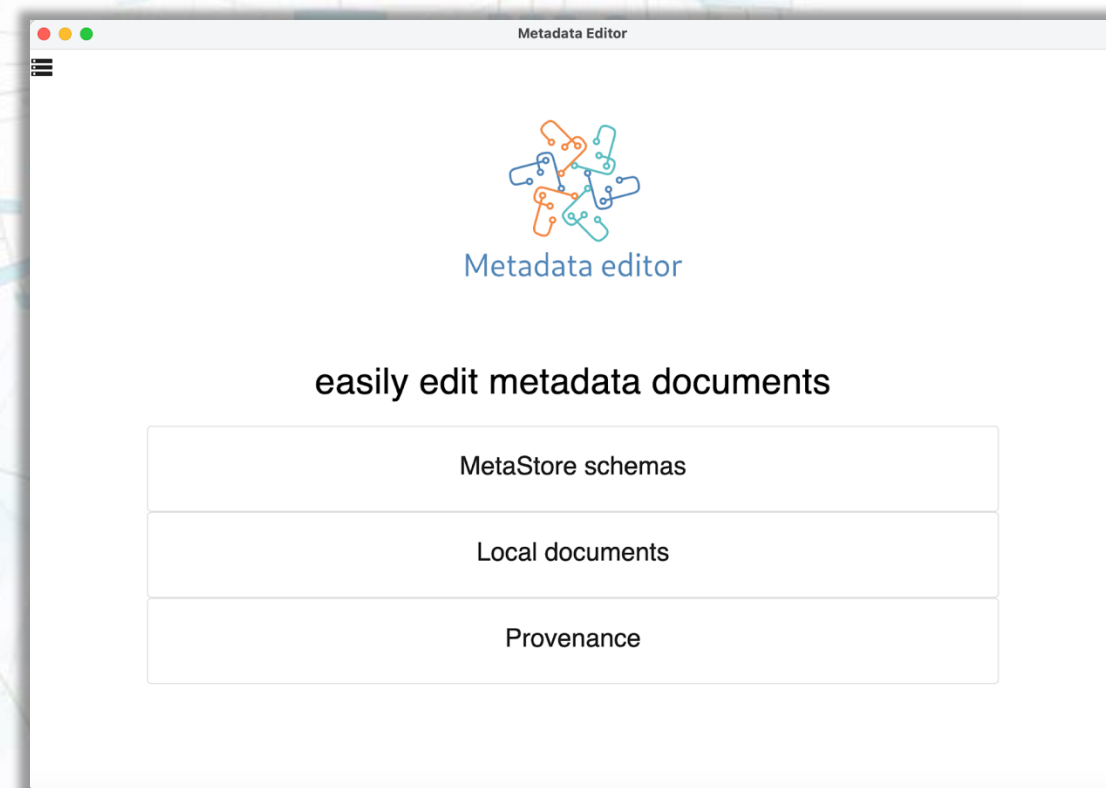 Metadata Editor
Metadata editor
easily edit metadata documents
MetaStore schemas
Local documents
Provenance